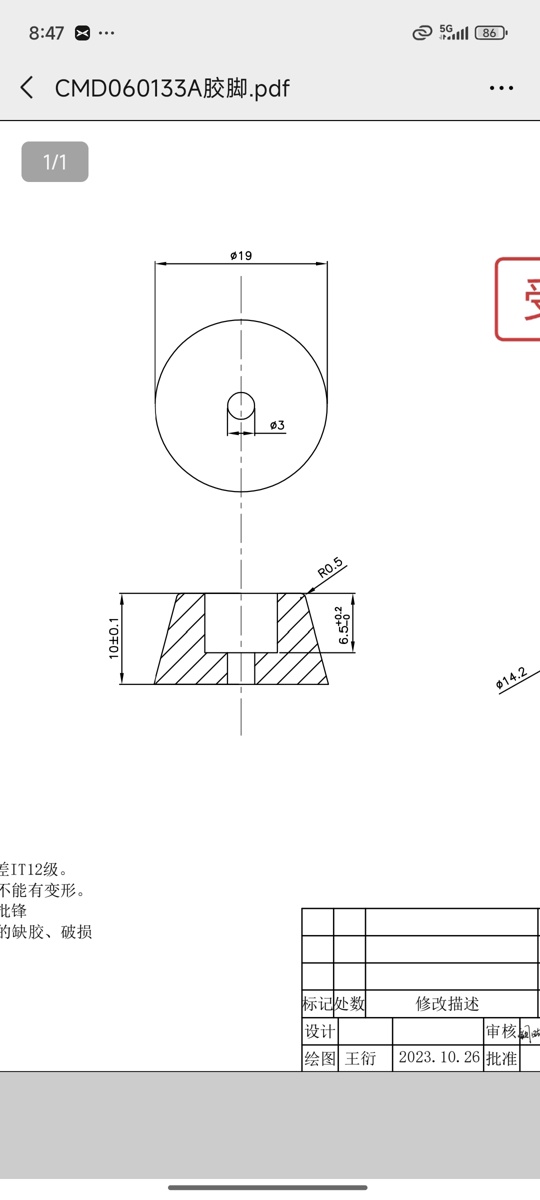 8:47
5G
86
CMD060133A胶脚.pdf
1/1
ø19
ø3
R0.5
10±0.1
6.5+0.2 -0
ø14.2
差IT12级。
不能有变形。
批锋
的缺胶、破损
标记 处数 修改描述
设计 审核
绘图 王衍 2023.10.26 批准